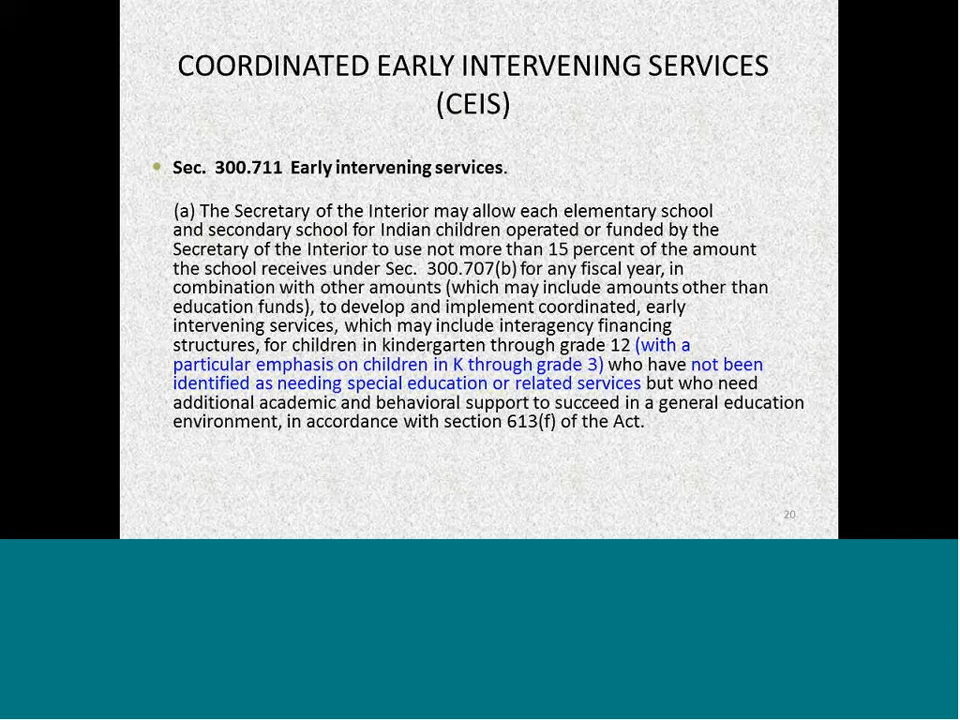 COORDINATED EARLY INTERVENING SERVICES
(CEIS)
Sec. 300.711 Early intervening services.
(a) The Secretary of the Interior may allow each elementary school
and secondary school for Indian children operated or funded by the
Secretary of the Interior to use not more than 15 percent of the amount
the school receives under Sec. 300.707(b) for any fiscal year, in
combination with other amounts (which may include amounts other than
education funds), to develop and implement coordinated, early
intervening services, which may include interagency financing
structures, for children in kindergarten through grade 12 (with a
particular emphasis on children in K through grade 3) who have not been
identified as needing special education or related services but who need
additional academic and behavioral support to succeed in a general education
environment, in accordance with section 613(f) of the Act.
20